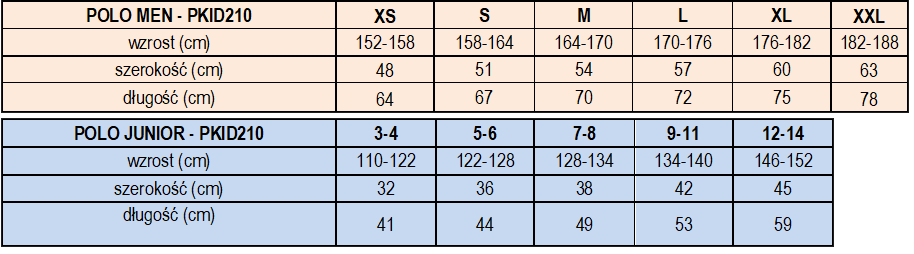 POLO MEN - PKID210 XS S M L XL XXL
wzrost (cm) 152-158 158-164 164-170 170-176 176-182 182-188
szerokość (cm) 48 51 54 57 60 63
długość (cm) 64 67 70 72 75 78
POLO JUNIOR - PKID210 3-4 5-6 7-8 9-11 12-14
wzrost (cm) 110-122 122-128 128-134 134-140 146-152
szerokość (cm) 32 36 38 42 45
długość (cm) 41 44 49 53 59